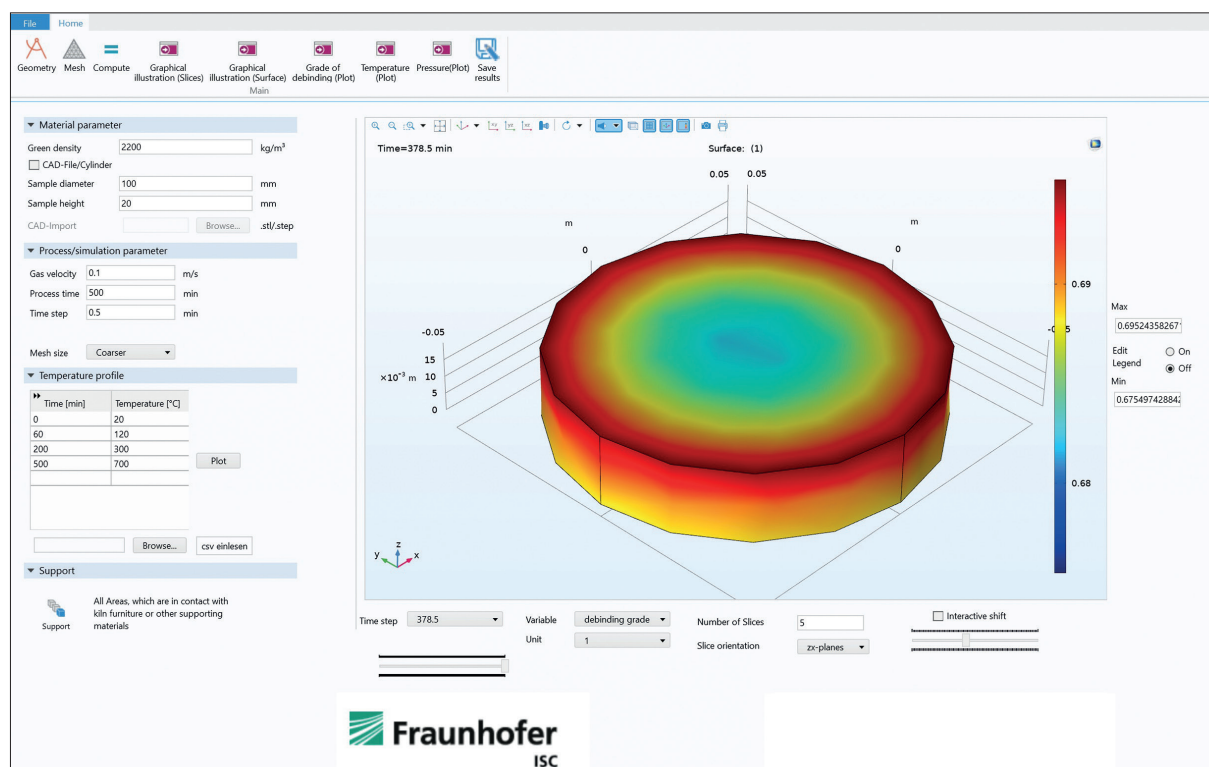 File Home
Geometry Mesh Compute Graphical illustration (Slices) Graphical illustration (Surface) Grade of debinding (Plot) Temperature (Plot) Pressure(Plot) Save results
Main
Material parameter
Green density 2200 kg/m³
CAD-File/Cylinder
Sample diameter 100 mm
Sample height 20 mm
CAD-Import Browse... .stl/.step
Process/simulation parameter
Gas velocity 0.1 m/s
Process time 500 min
Time step 0.5 min
Mesh size Coarser
Temperature profile
Time [min] Temperature [°C]
0 20
60 120
200 300
500 700
Plot
Browse... csv einlesen
Support
Support
All Areas, which are in contact with
kiln furniture or other supporting
materials
Time=378.5 min Surface: (1)
0.05 0.05
m m
0 0
-0.05
15
×10⁻³ m 10
5
0
0.69
0.68
y z x
Max
0.6952435826
Edit Legend On
Off
Min
0.67549742884
Time step 378.5 Variable debinding grade Number of Slices 5 Interactive shift
Unit 1 Slice orientation zx-planes
Fraunhofer
ISC